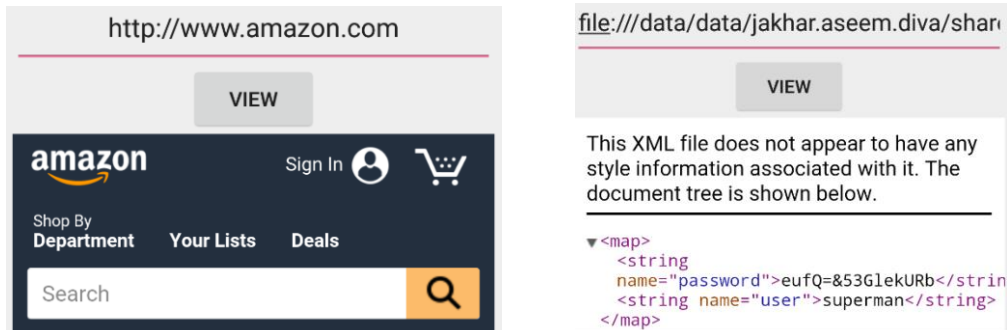 http://www.amazon.com
VIEW
amazon
Sign In
Shop By
Department Your Lists Deals
Search
file:///data/data/jakhar.aseem.diva/share
VIEW
This XML file does not appear to have any
style information associated with it. The
document tree is shown below.
▼<map>
<string
name="password">eufQ=&53GlekURb</strin
<string name="user">superman</string>
</map>